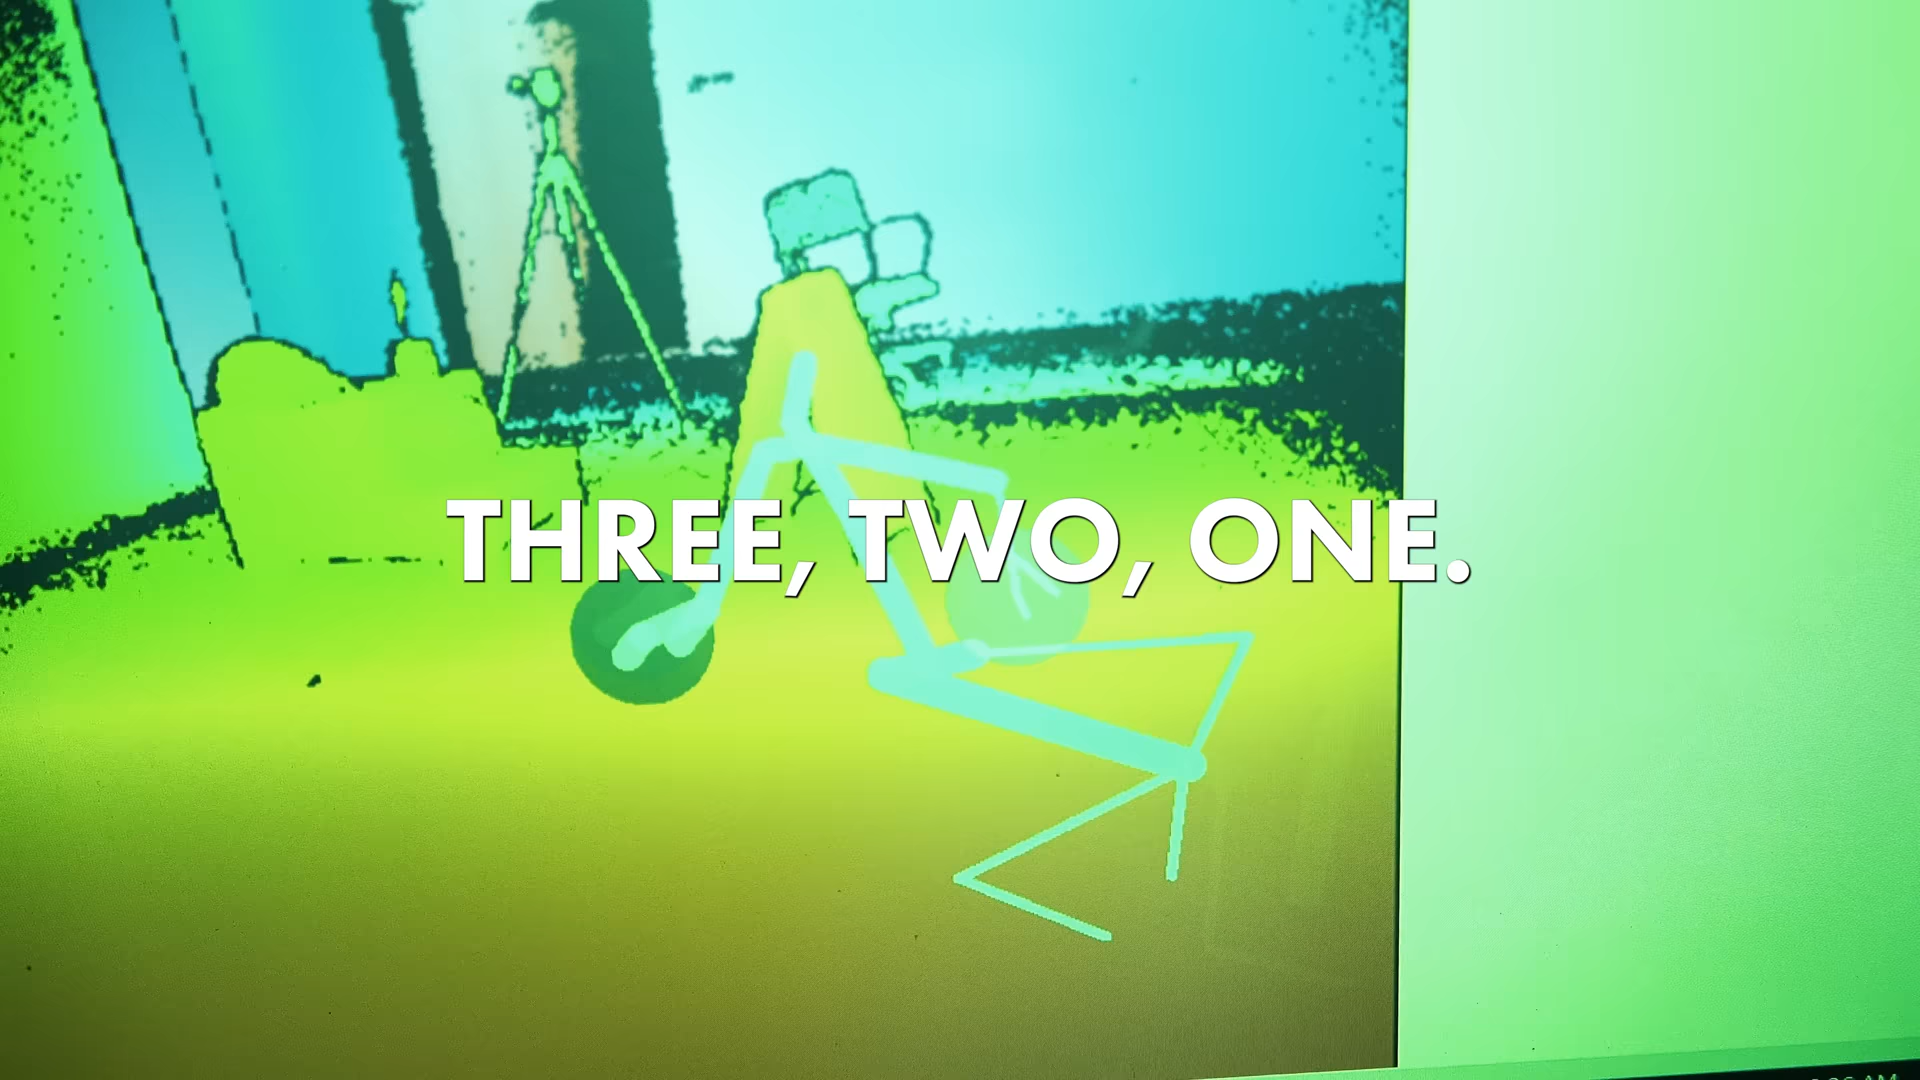 THREE, TWO, ONE.